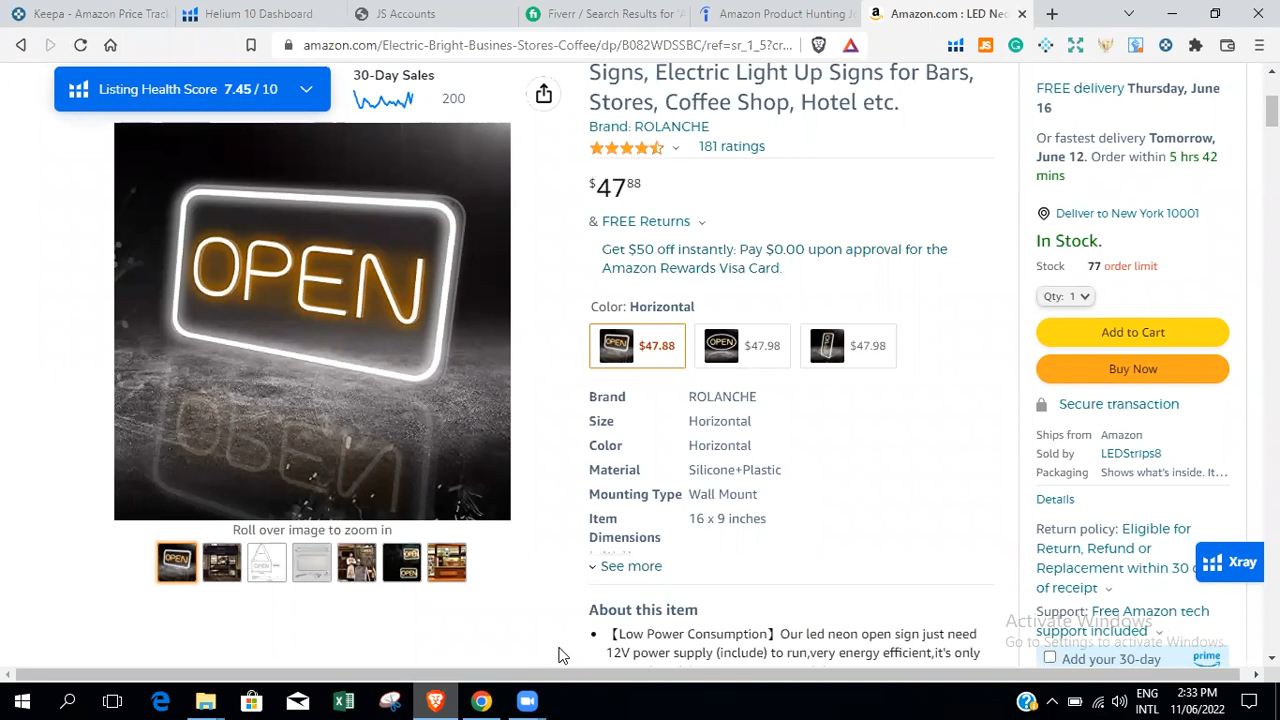 Keepa - Amazon Price Track
Helium 10 Dashboard
JS Accounts
Fiverr / Search Results for 'A
Amazon Product Hunting J
Amazon.com : LED Neo
amazon.com/Electric-Bright-Busines-Stores-Coffee/dp/B082WDSSBC/ref=sr_1_5?cr...
Listing Health Score 7.45 / 10
30-Day Sales
200
Signs, Electric Light Up Signs for Bars,
Stores, Coffee Shop, Hotel etc.
Brand: ROLANCHE
181 ratings
$47 88
& FREE Returns
Get $50 off instantly: Pay $0.00 upon approval for the
Amazon Rewards Visa Card.
Color: Horizontal
OPEN $47.88
OPEN $47.98
$47.98
Brand ROLANCHE
Size Horizontal
Color Horizontal
Material Silicone+Plastic
Mounting Type Wall Mount
Item 16 x 9 inches
Dimensions
See more
About this item
• 【Low Power Consumption】Our led neon open sign just need
12V power supply (include) to run,very energy efficient,it's only
OPEN
OPEN
Roll over image to zoom in
OPEN
OPEN
OPEN
OPEN
FREE delivery Thursday, June
16
Or fastest delivery Tomorrow,
June 12. Order within 5 hrs 42
mins
Deliver to New York 10001
In Stock.
Stock 77 order limit
Qty: 1
Add to Cart
Buy Now
Secure transaction
Ships from Amazon
Sold by LEDStrips8
Packaging Shows what's inside. It...
Details
Return policy: Eligible for
Return, Refund or
Replacement within 30
of receipt
Xray
Support: Free Amazon tech
support included
Activate Windows
Go to Settings to activate Windows.
Add your 30-day
prime
ENG
INTL
2:33 PM
11/06/2022